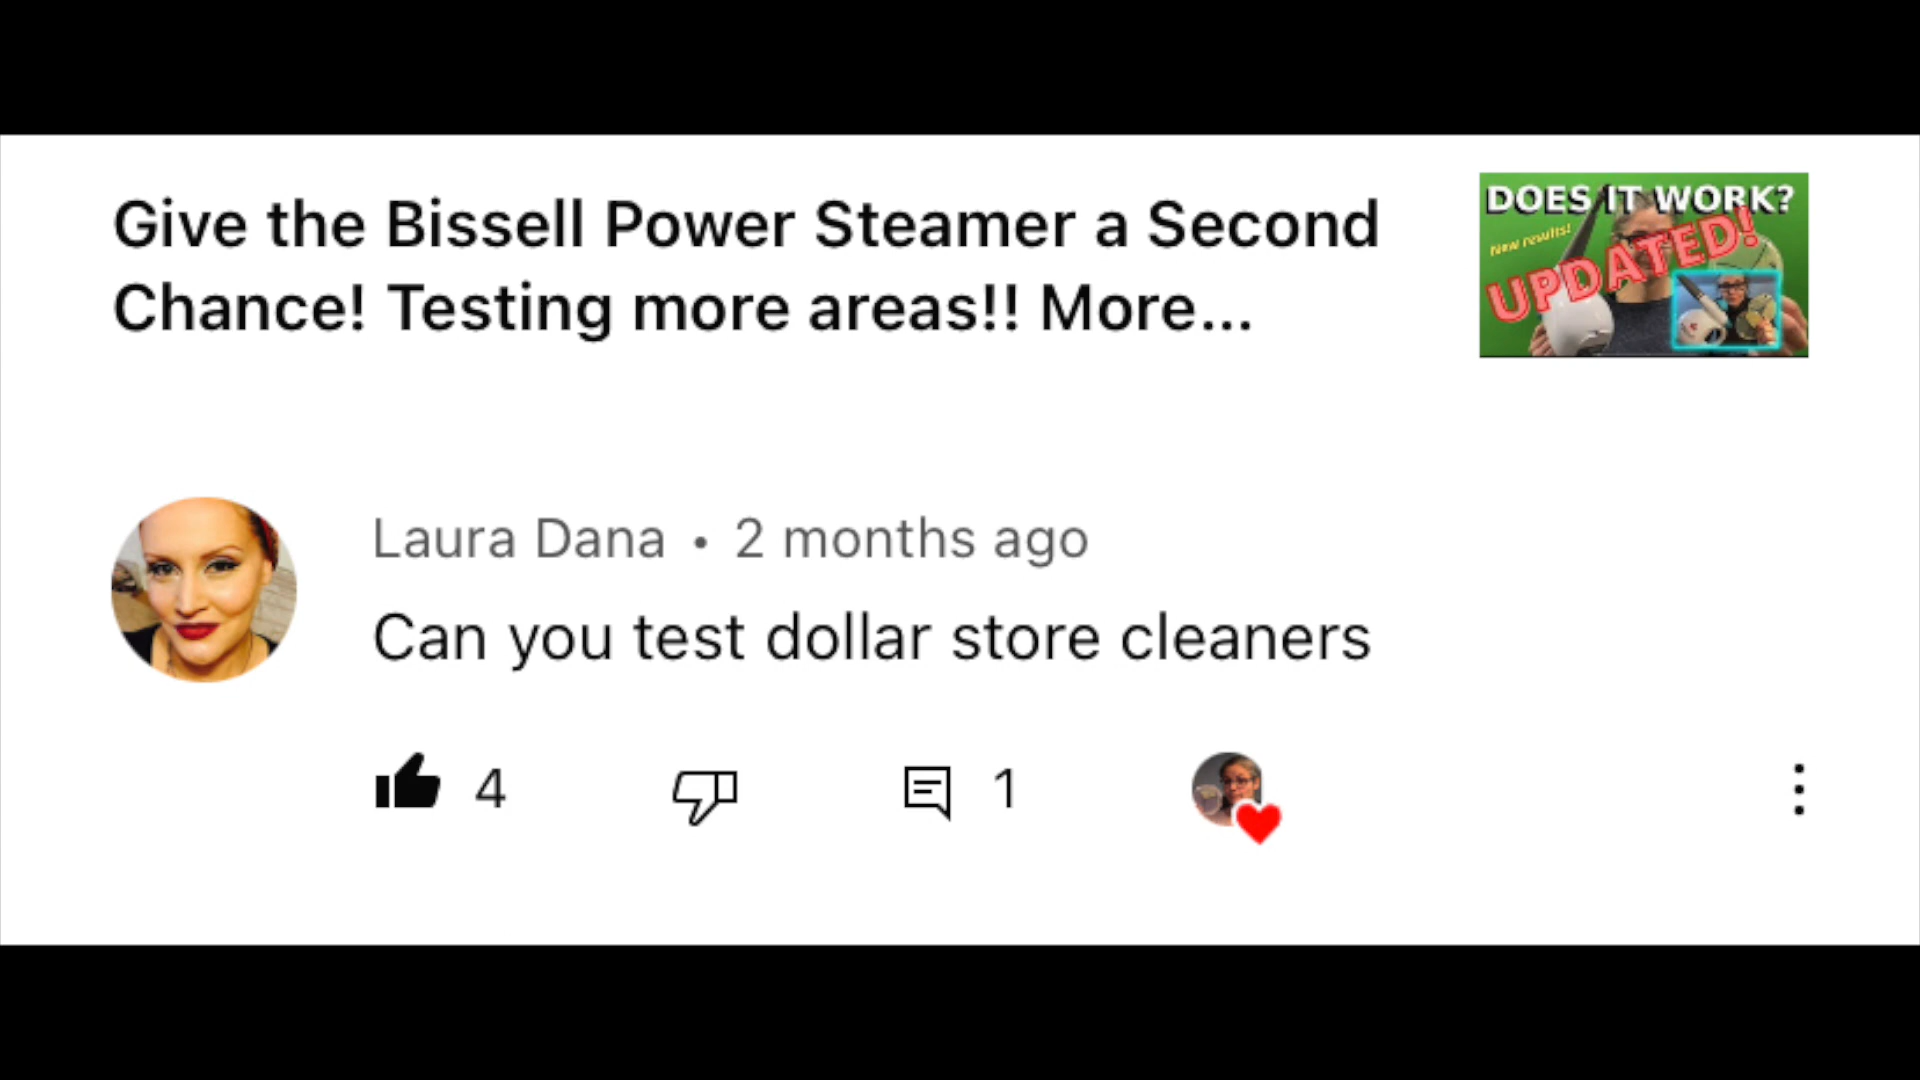 Give the Bissell Power Steamer a Second
Chance! Testing more areas!! More...
DOES IT WORK?
New results!
UPDATED!
Laura Dana • 2 months ago
Can you test dollar store cleaners
4
1